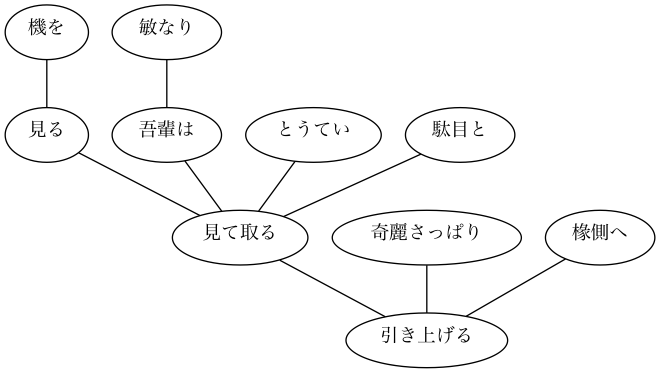 機を
敏なり
見る
吾輩は
とうてい
駄目と
見て取る
奇麗さっぱり
椽側へ
引き上げる